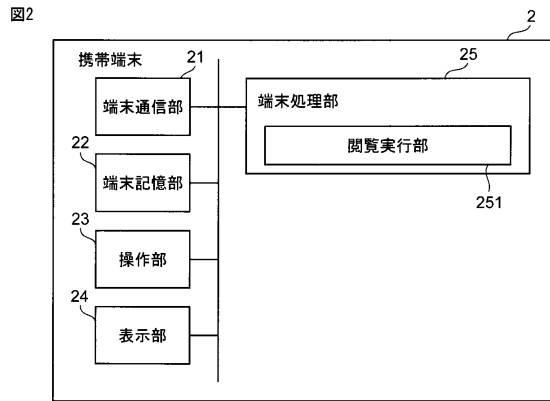 図2
2
携帯端末
21
端末通信部
22
端末記憶部
23
操作部
24
表示部
25
端末処理部
閲覧実行部
251